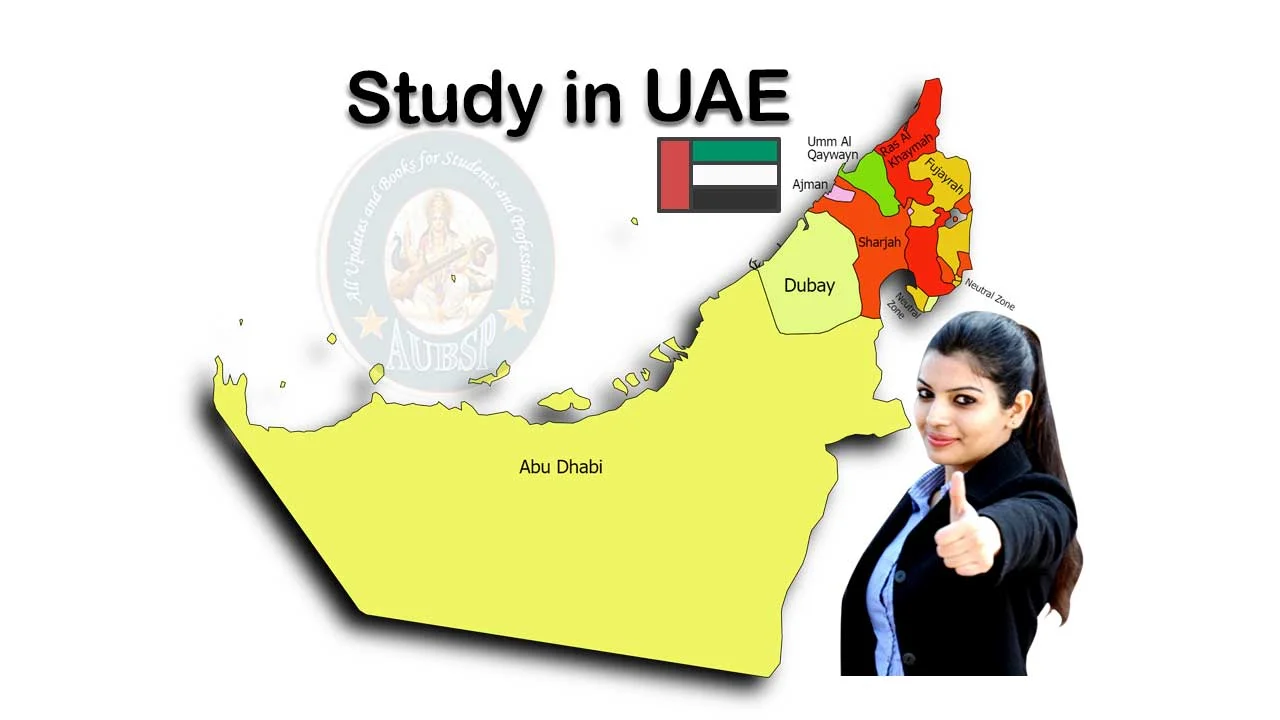 Study in UAE
Umm Al
Qaywayn
Ras Al
Khaymah
Fujayrah
Ajman
Sharjah
Dubay
Neutral Zone
Neutral
Zone
All Updates and Books for Students and Professionals
AUBSP
Abu Dhabi